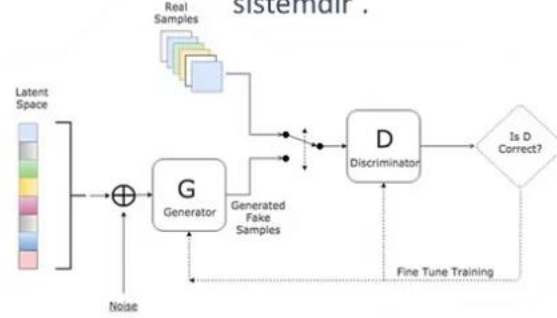 sistemdir .
Real
Samples
Latent
Space
D
Discriminator
Is D
Correct?
G
Generator
Generated
Fake
Samples
Fine Tune Training
Noise